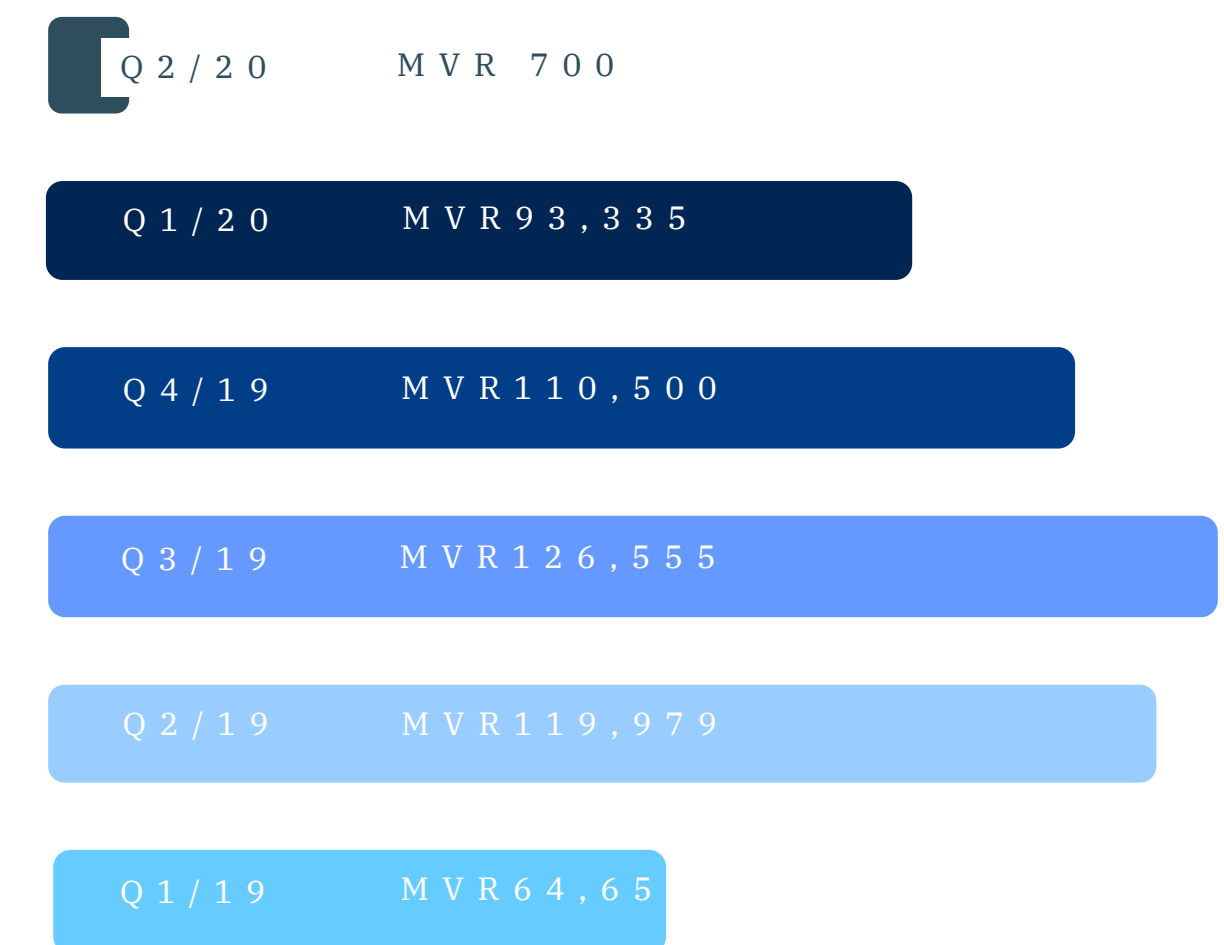 Q2/20 MVR 700
Q1/20 MVR93,335
Q4/19 MVR110,500
Q3/19 MVR126,555
Q2/19 MVR119,979
Q1/19 MVR64,65